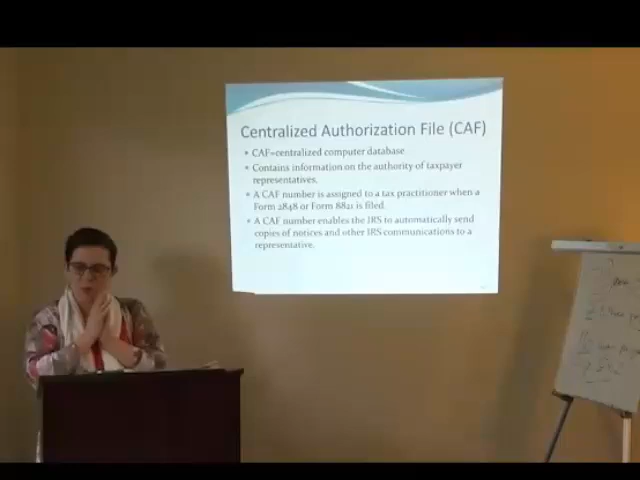 Centralized Authorization File (CAF)
• CAF=centralized computer database
• Contains information on the authority of taxpayer
representatives.
• A CAF number is assigned to a tax practitioner when a
Form 2848 or Form 8821 is filed.
• A CAF number enables the IRS to automatically send
copies of notices and other IRS communications to a
representative.